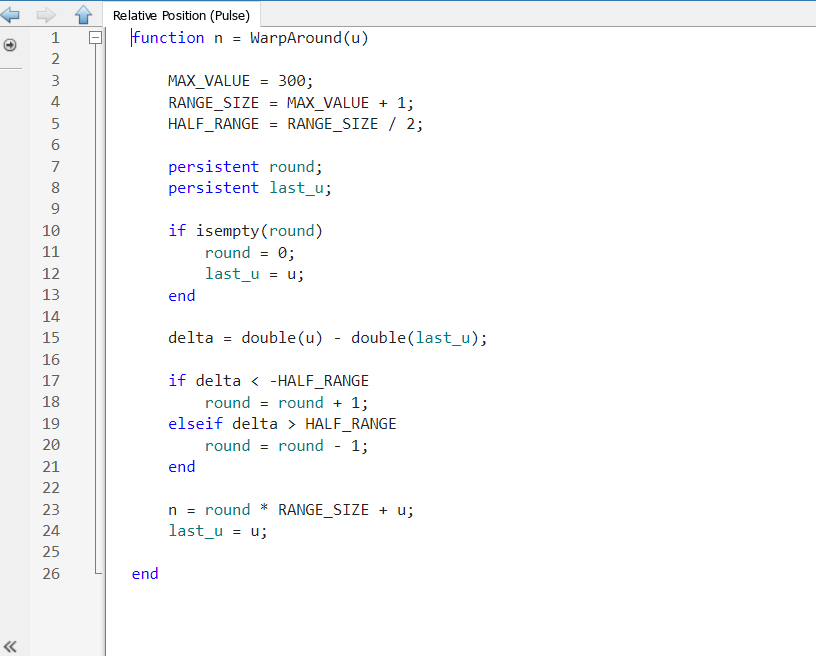 Relative Position (Pulse)
1 function n = WarpAround(u)
2
3 MAX_VALUE = 300;
4 RANGE_SIZE = MAX_VALUE + 1;
5 HALF_RANGE = RANGE_SIZE / 2;
6
7 persistent round;
8 persistent last_u;
9
10 if isempty(round)
11 round = 0;
12 last_u = u;
13 end
14
15 delta = double(u) - double(last_u);
16
17 if delta < -HALF_RANGE
18 round = round + 1;
19 elseif delta > HALF_RANGE
20 round = round - 1;
21 end
22
23 n = round * RANGE_SIZE + u;
24 last_u = u;
25
26 end